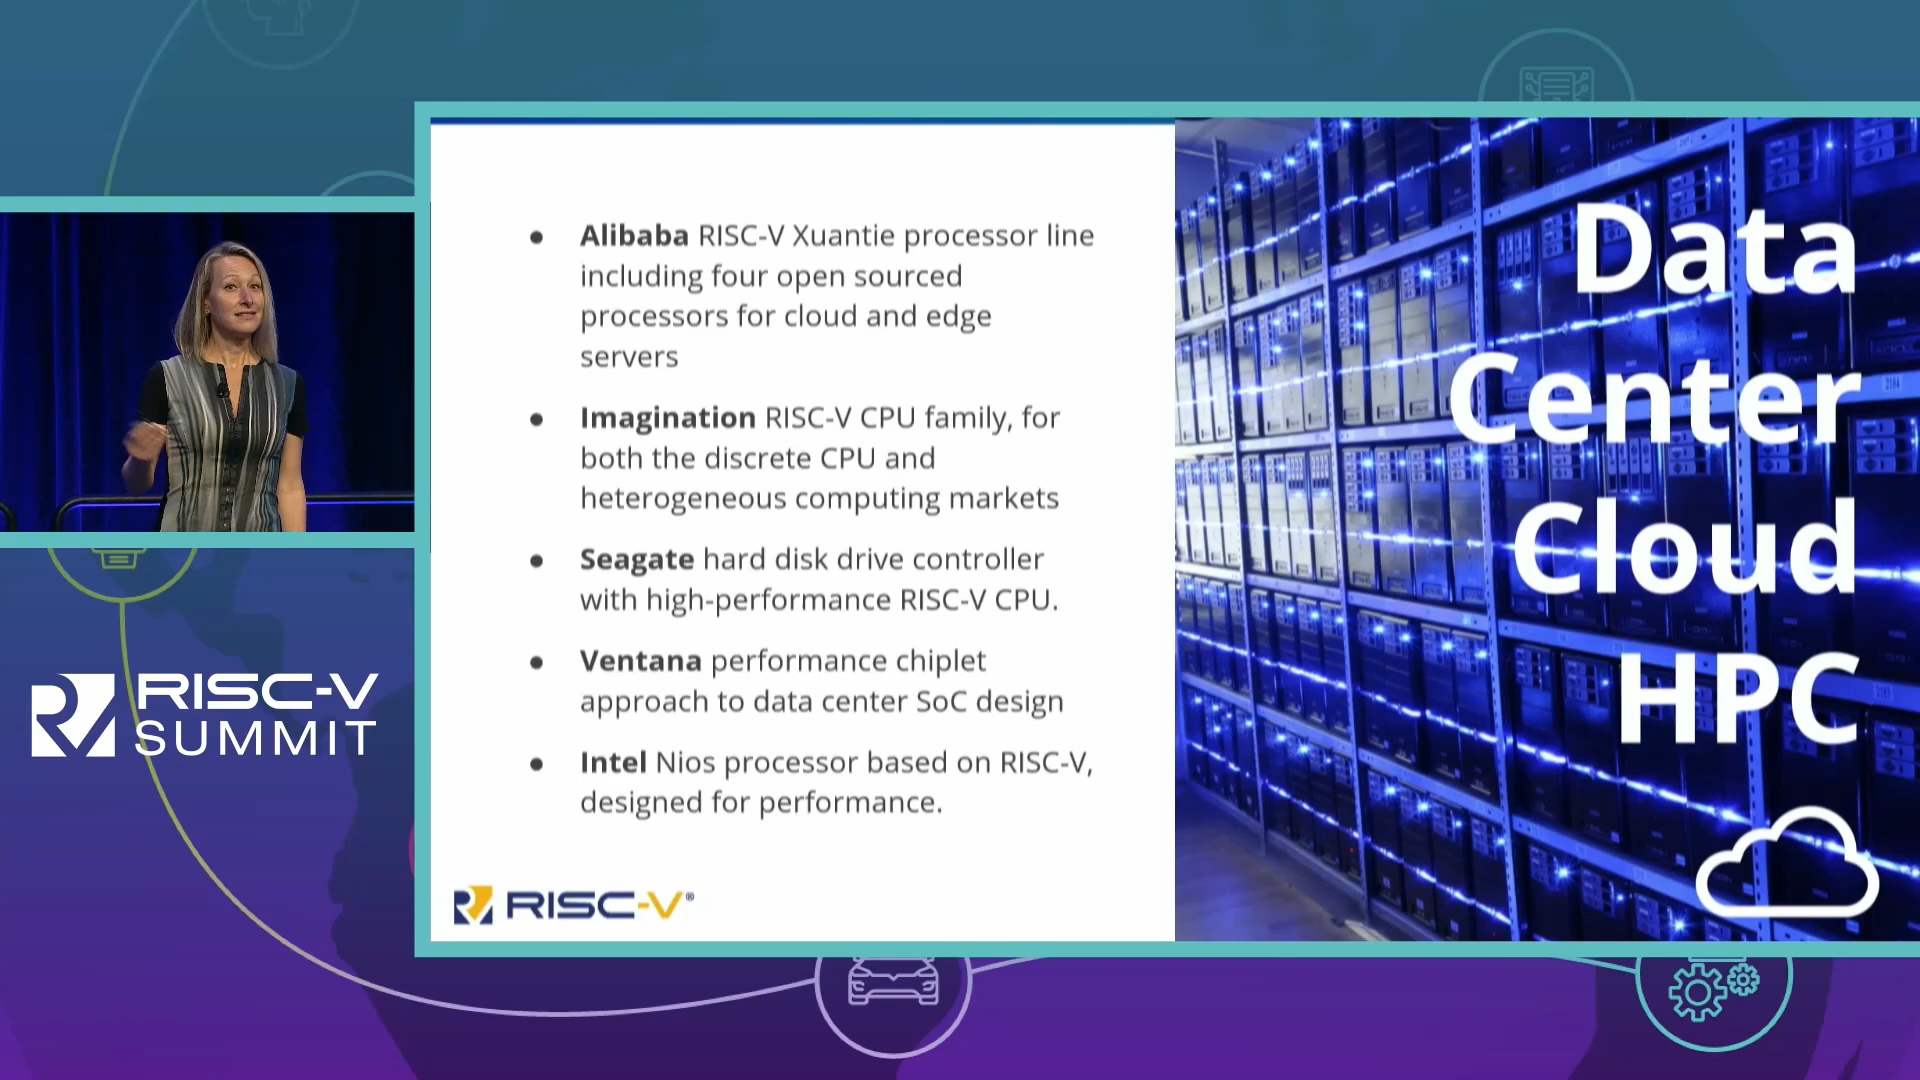 Alibaba RISC-V Xuantie processor line
including four open sourced
processors for cloud and edge
servers
Imagination RISC-V CPU family, for
both the discrete CPU and
heterogeneous computing markets
Seagate hard disk drive controller
with high-performance RISC-V CPU.
Ventana performance chiplet
approach to data center SoC design
Intel Nios processor based on RISC-V,
designed for performance.
RISC-V®
Data
Center
Cloud
HPC
RISC-V
SUMMIT